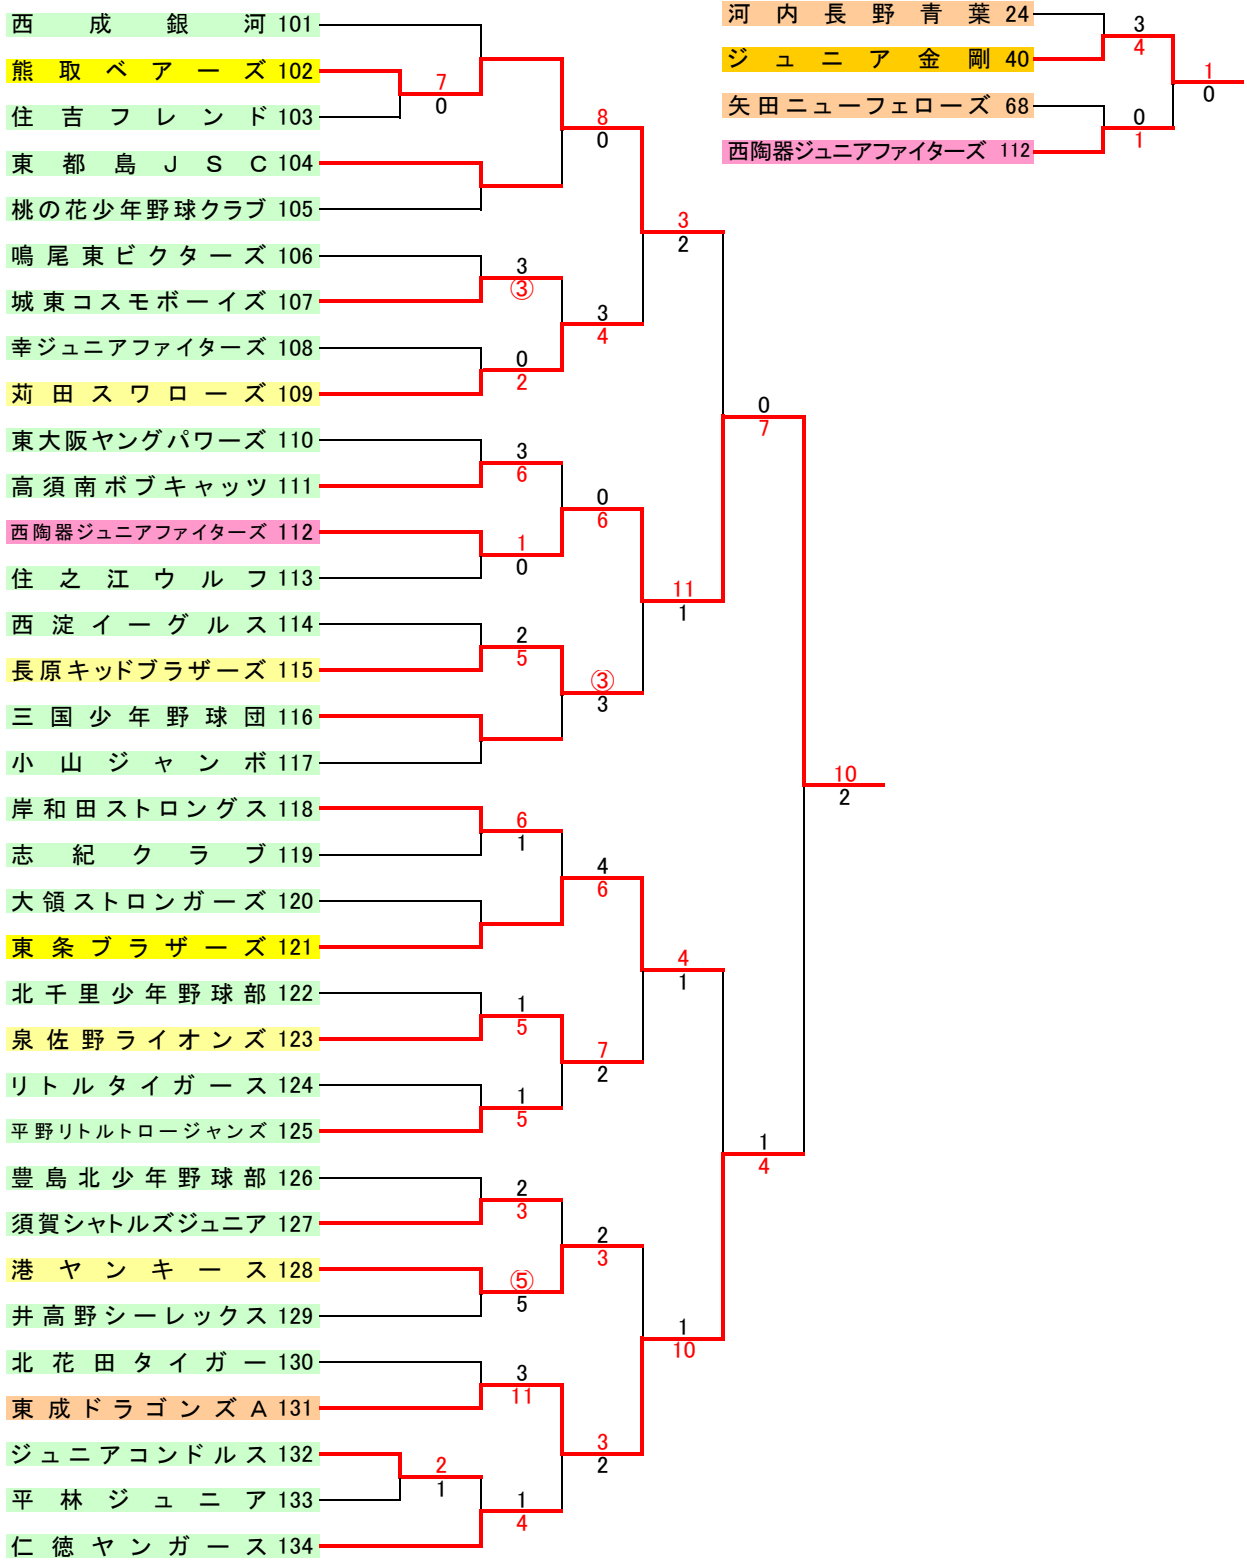 西成銀河 101
熊取ベアーズ 102
住吉フレンド 103
東都島JSC 104
桃の花少年野球クラブ 105
鳴尾東ビクターズ 106
城東コスモボーイズ 107
幸ジュニアファイターズ 108
苅田スワローズ 109
東大阪ヤングパワーズ 110
高須南ボブキャッツ 111
西陶器ジュニアファイターズ 112
住之江ウルフ 113
西淀イーグルス 114
長原キッドブラザーズ 115
三国少年野球団 116
小山ジャンボ 117
岸和田ストロングス 118
志紀クラブ 119
大領ストロンガーズ 120
東条ブラザーズ 121
北千里少年野球部 122
泉佐野ライオンズ 123
リトルタイガース 124
平野リトルトロージャンズ 125
豊島北少年野球部 126
須賀シャトルズジュニア 127
港ヤンキース 128
井高野シーレックス 129
北花田タイガー 130
東成ドラゴンズA 131
ジュニアコンドルス 132
平林ジュニア 133
仁徳ヤンガース 134
7
0
2
1
3
③
0
2
3
6
1
0
2
5
6
1
1
5
1
5
2
3
⑤
5
3
11
1
4
8
0
3
4
0
6
③
3
4
6
7
2
2
3
3
2
3
2
11
1
4
1
1
10
0
7
1
4
10
2
河内長野青葉 24
ジュニア金剛 40
矢田ニューフェローズ 68
西陶器ジュニアファイターズ 112
3
4
0
1
1
0